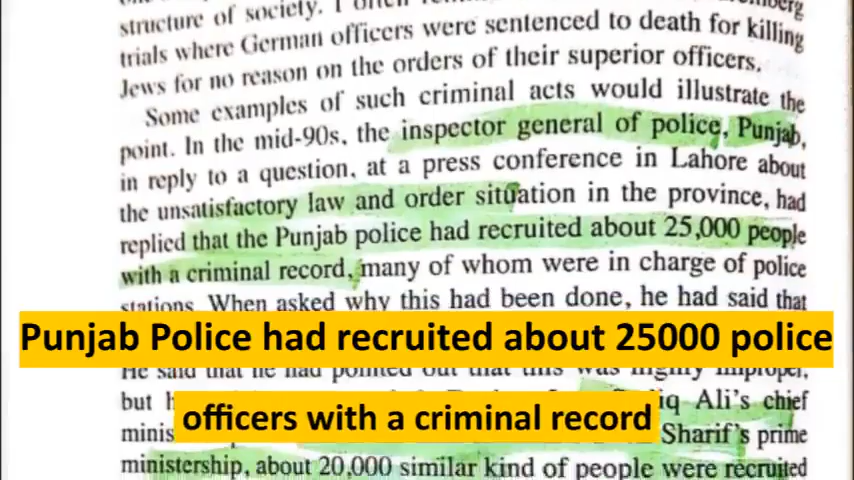 structure of society. I often
trials where German officers were sentenced to death for killing
Jews for no reason on the orders of their superior officers.
Some examples of such criminal acts would illustrate the
point. In the mid-90s, the inspector general of police, Punjab,
in reply to a question, at a press conference in Lahore about
the unsatisfactory law and order situation in the province, had
replied that the Punjab police had recruited about 25,000 people
with a criminal record, many of whom were in charge of police
stations. When asked why this had been done, he had said that
Punjab Police had recruited about 25000 police
He said that he had pointed out that this was highly improper,
but
iq Ali's chief
officers with a criminal record
minis
Sharif's prime
ministership, about 20,000 similar kind of people were recruited